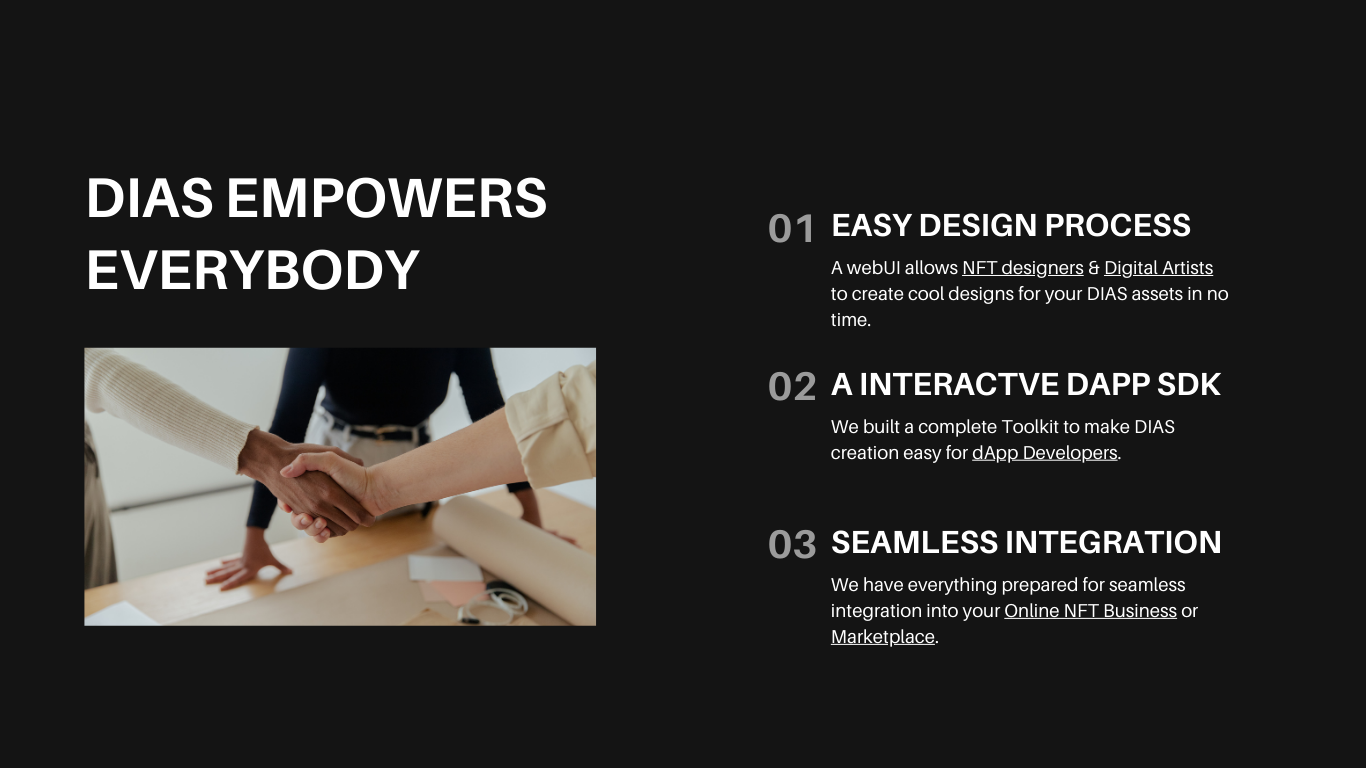 DIAS EMPOWERS
EVERYBODY
01 EASY DESIGN PROCESS
A webUI allows NFT designers & Digital Artists
to create cool designs for your DIAS assets in no
time.
02 A INTERACTVE DAPP SDK
We built a complete Toolkit to make DIAS
creation easy for dApp Developers.
03 SEAMLESS INTEGRATION
We have everything prepared for seamless
integration into your Online NFT Business or
Marketplace.